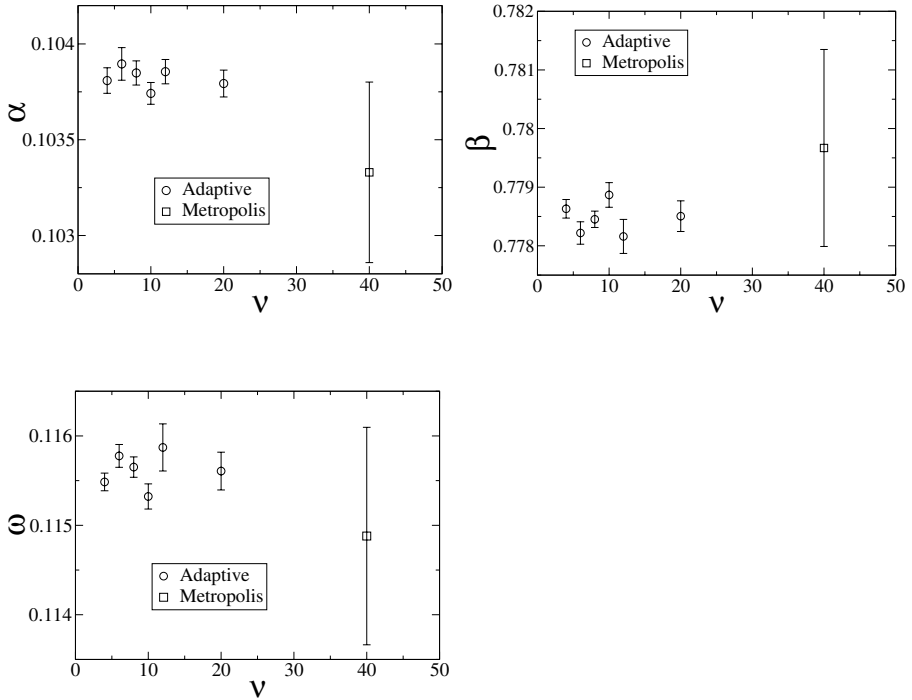 0.104
0.1035
0.103
α
0 10 20 30 40 50
ν
Adaptive
Metropolis
0.782
0.781
0.78
0.779
0.778
β
0 10 20 30 40 50
ν
Adaptive
Metropolis
0.116
0.115
0.114
ω
0 10 20 30 40 50
ν
Adaptive
Metropolis